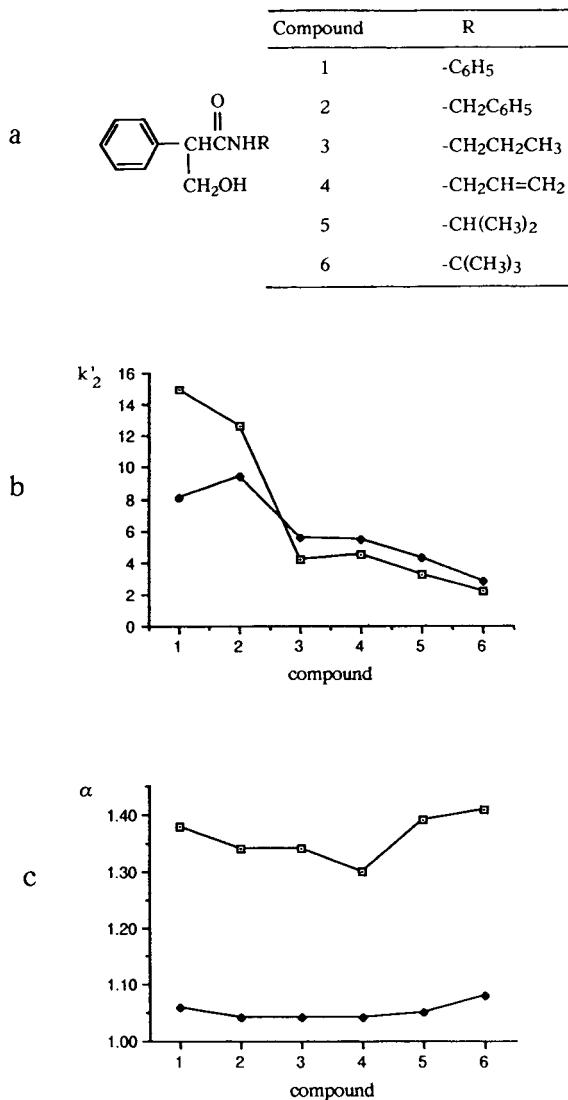 a
O
CHCNHR
CH2OH
Compound R
1 -C6H5
2 -CH2C6H5
3 -CH2CH2CH3
4 -CH2CH=CH2
5 -CH(CH3)2
6 -C(CH3)3
b
k'2
16
14
12
10
8
6
4
2
0
1 2 3 4 5 6
compound
c
α
1.40
1.30
1.20
1.10
1.00
1 2 3 4 5 6
compound